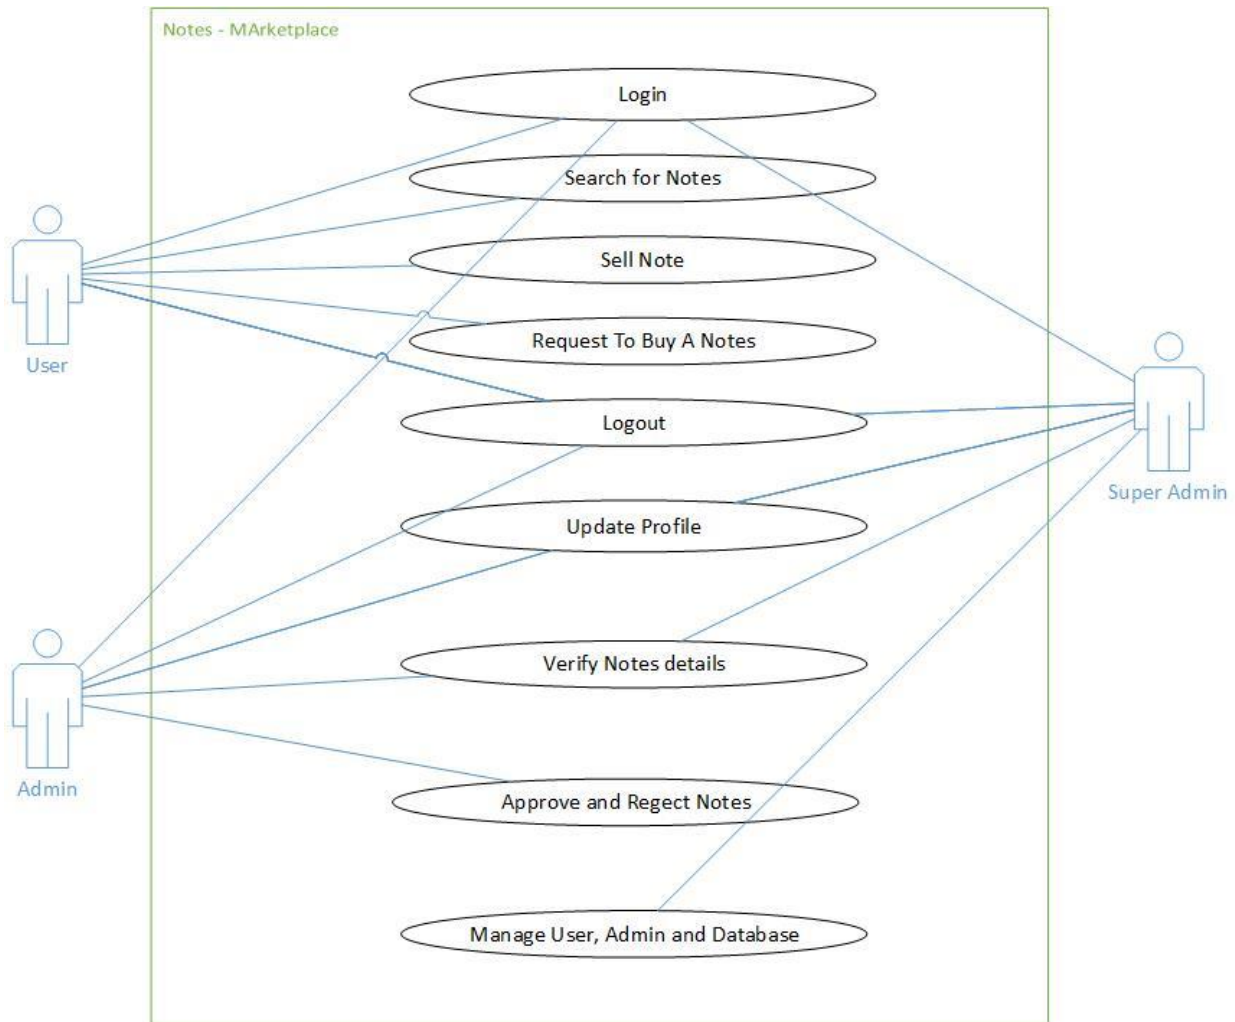 Notes - MArketplace
Login
Search for Notes
Sell Note
Request To Buy A Notes
User
Logout
Super Admin
Update Profile
Verify Notes details
Admin
Approve and Regect Notes
Manage User, Admin and Database